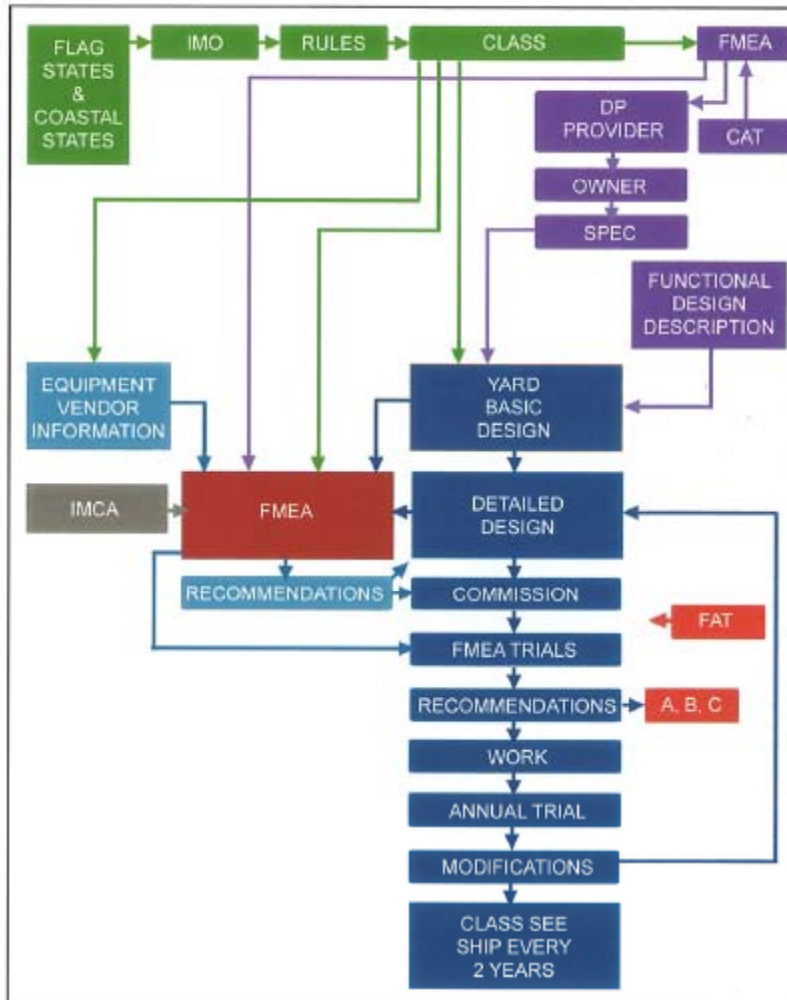 FLAG
STATES
&
COASTAL
STATES
IMO
RULES
CLASS
FMEA
DP
PROVIDER
CAT
OWNER
SPEC
FUNCTIONAL
DESIGN
DESCRIPTION
EQUIPMENT
VENDOR
INFORMATION
YARD
BASIC
DESIGN
IMCA
FMEA
DETAILED
DESIGN
RECOMMENDATIONS
COMMISSION
FAT
FMEA TRIALS
RECOMMENDATIONS
A, B, C
WORK
ANNUAL TRIAL
MODIFICATIONS
CLASS SEE
SHIP EVERY
2 YEARS